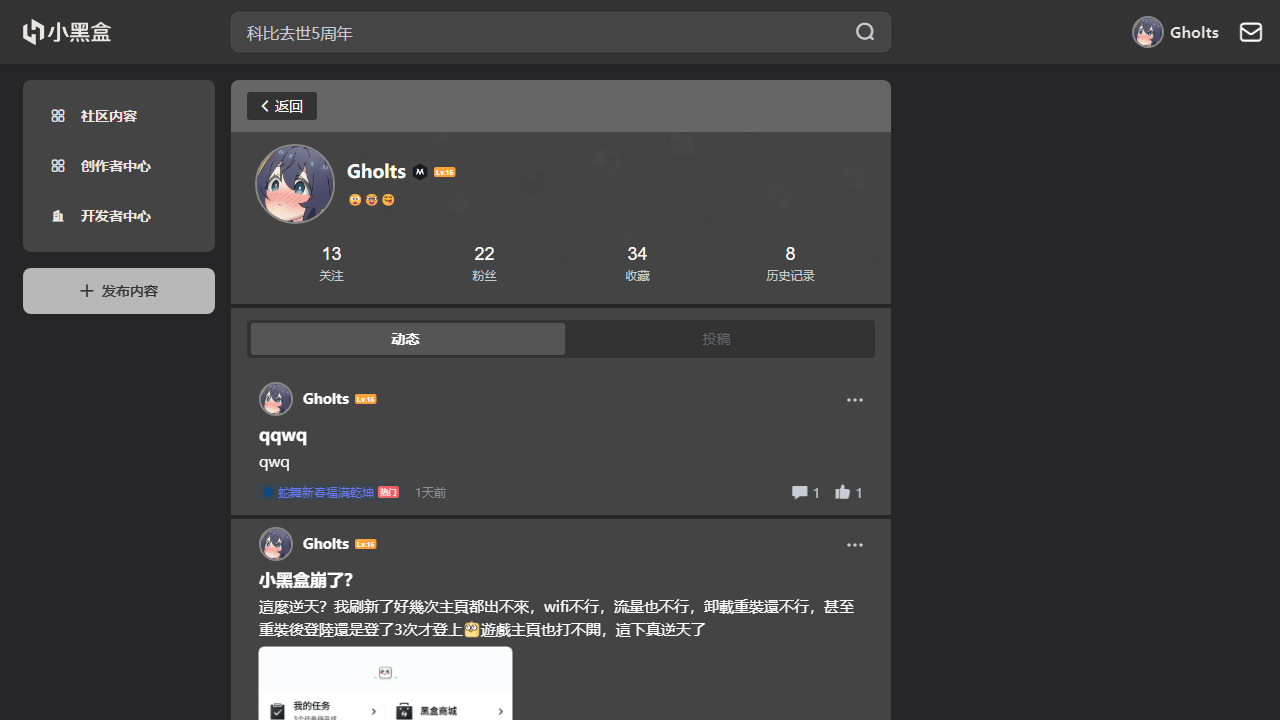 小黑盒
科比去世5周年
Gholts
社区内容
创作者中心
开发者中心
发布内容
返回
Gholts M Lv.16
13
关注
22
粉丝
34
收藏
8
历史记录
动态
投稿
Gholts Lv.16
qqwq
qwq
蛇舞新春福满乾坤 热门 1天前
1 1
Gholts Lv.16
小黑盒崩了?
這麼逆天？我刷新了好幾次主頁都出不來，wifi不行，流量也不行，卸載重裝還不行，甚至
重裝後登陸還是登了3次才登上遊戲主頁也打不開，這下真逆天了
我的任务
黑盒商城